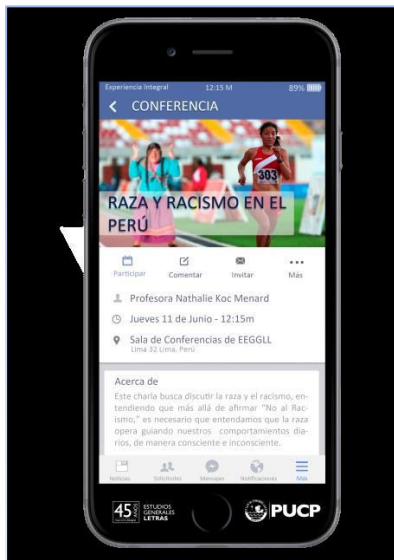 Experiencia Integral 12:15 M 89%
CONFERENCIA
303
RAZA Y RACISMO EN EL
PERÚ
Participar Comentar Invitar Más
Profesora Nathalie Koc Menard
Jueves 11 de Junio - 12:15m
Sala de Conferencias de EEGGLL
Lima 32 Lima, Perú
Acerca de
Este charla busca discutir la raza y el racismo, en-
tendiendo que más allá de afirmar "No al Rac-
ismo," es necesario que entendamos que la raza
opera guiando nuestros comportamientos dia-
rios, de manera consciente e inconsciente.
Noticias Solicitudes Mensajes Notificaciones Más
45 AÑOS ESTUDIOS
GENERALES
LETRAS
PUCP